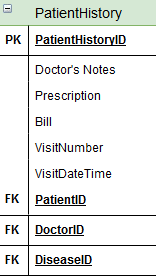 PatientHistory
PK PatientHistoryID
Doctor's Notes
Prescription
Bill
VisitNumber
VisitDateTime
FK PatientID
FK DoctorID
FK DiseaseID